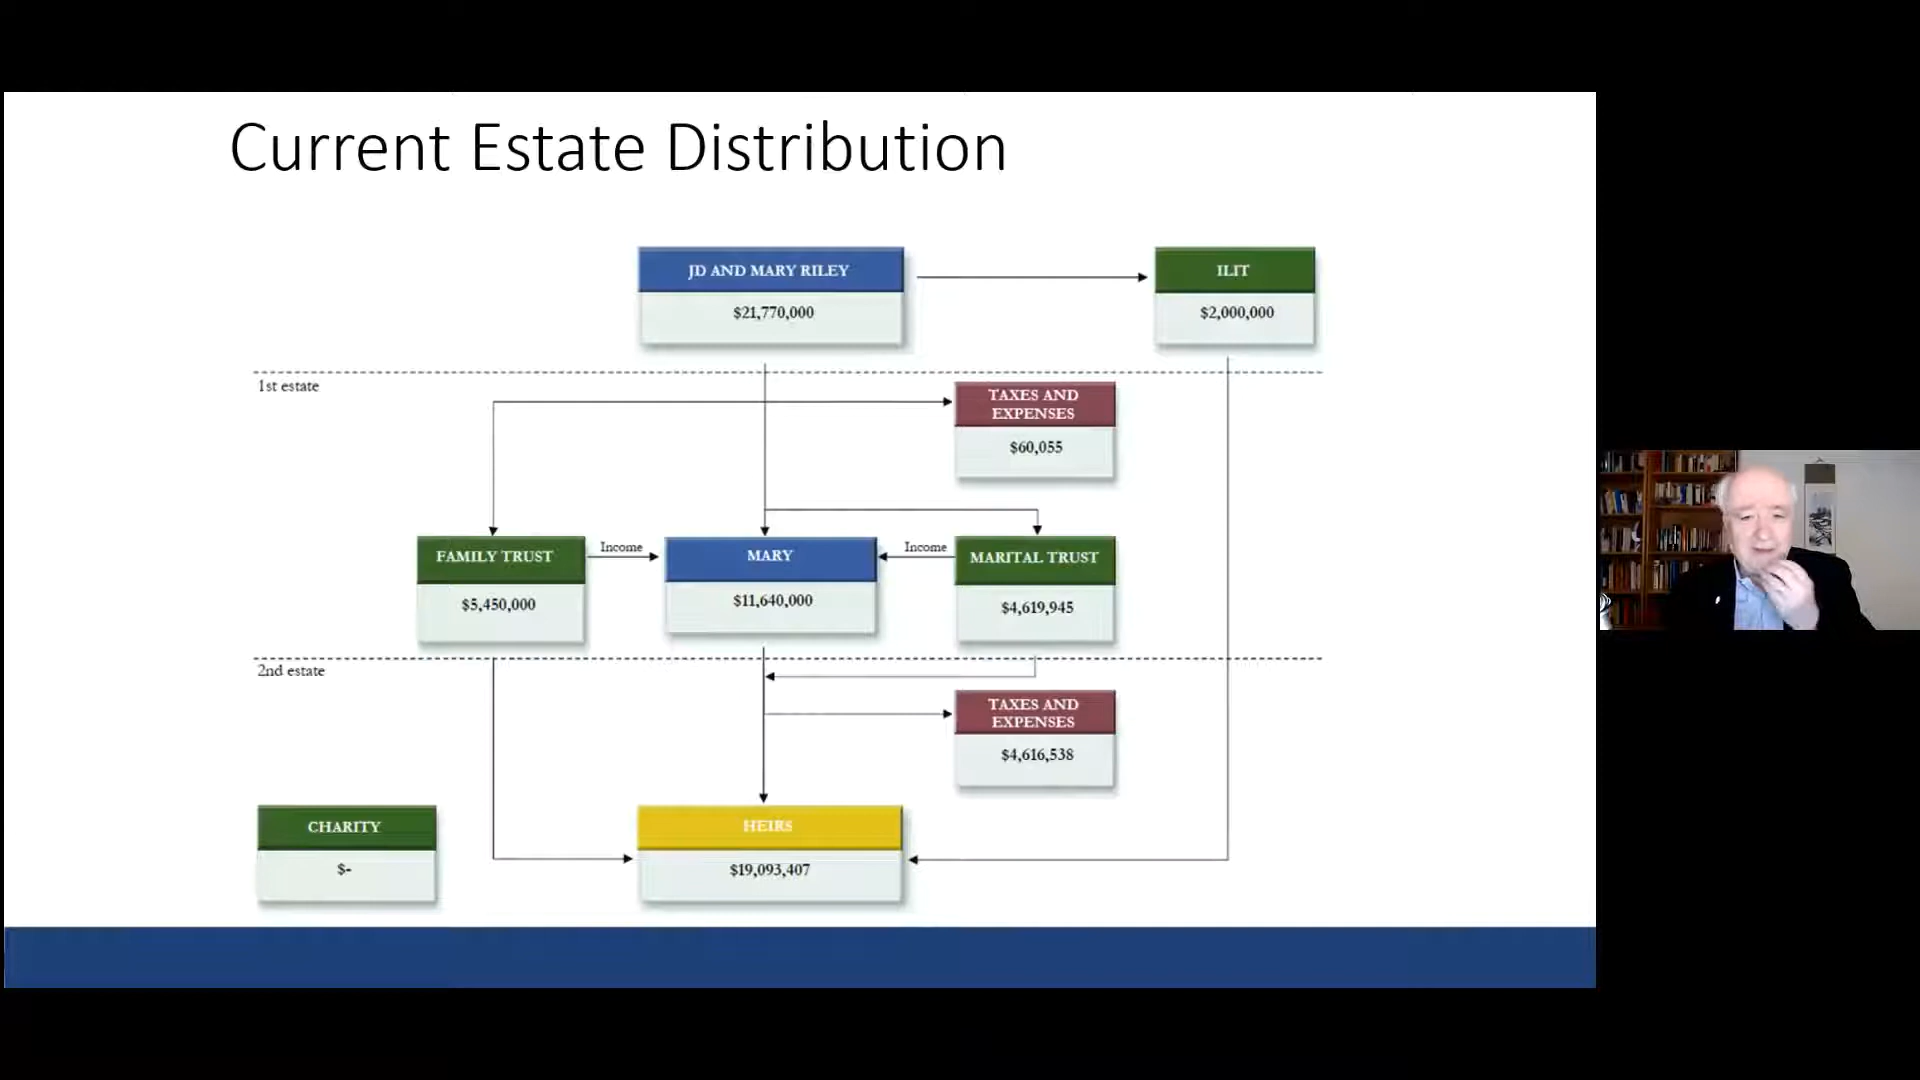 Current Estate Distribution
JD AND MARY RILEY
$21,770,000
ILIT
$2,000,000
1st estate
TAXES AND
EXPENSES
$60,055
FAMILY TRUST
$5,450,000
Income
MARY
$11,640,000
Income
MARITAL TRUST
$4,619,945
2nd estate
TAXES AND
EXPENSES
$4,616,538
CHARITY
$-
HEIRS
$19,093,407